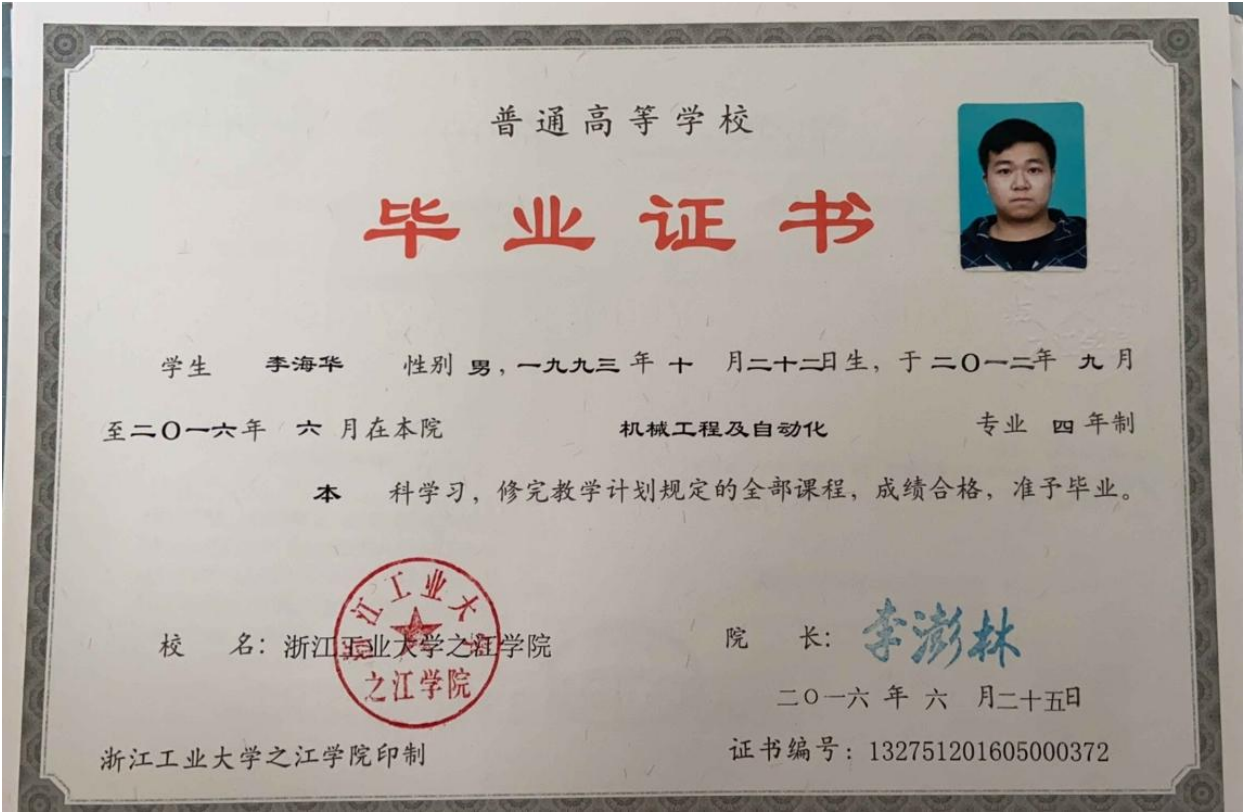 普通高等学校
毕业证书
学生 李海华 性别 男，一九九三年 十 月二十二日生，于二〇一二年 九月
至二〇一六年 六 月在本院 机械工程及自动化 专业 四 年制
本 科学习，修完教学计划规定的全部课程，成绩合格，准予毕业。
浙江工业大学
之江学院
校 名：浙江工业大学之江学院
院 长：李澎林
二〇一六 年 六 月二十五日
浙江工业大学之江学院印制
证书编号：132751201605000372